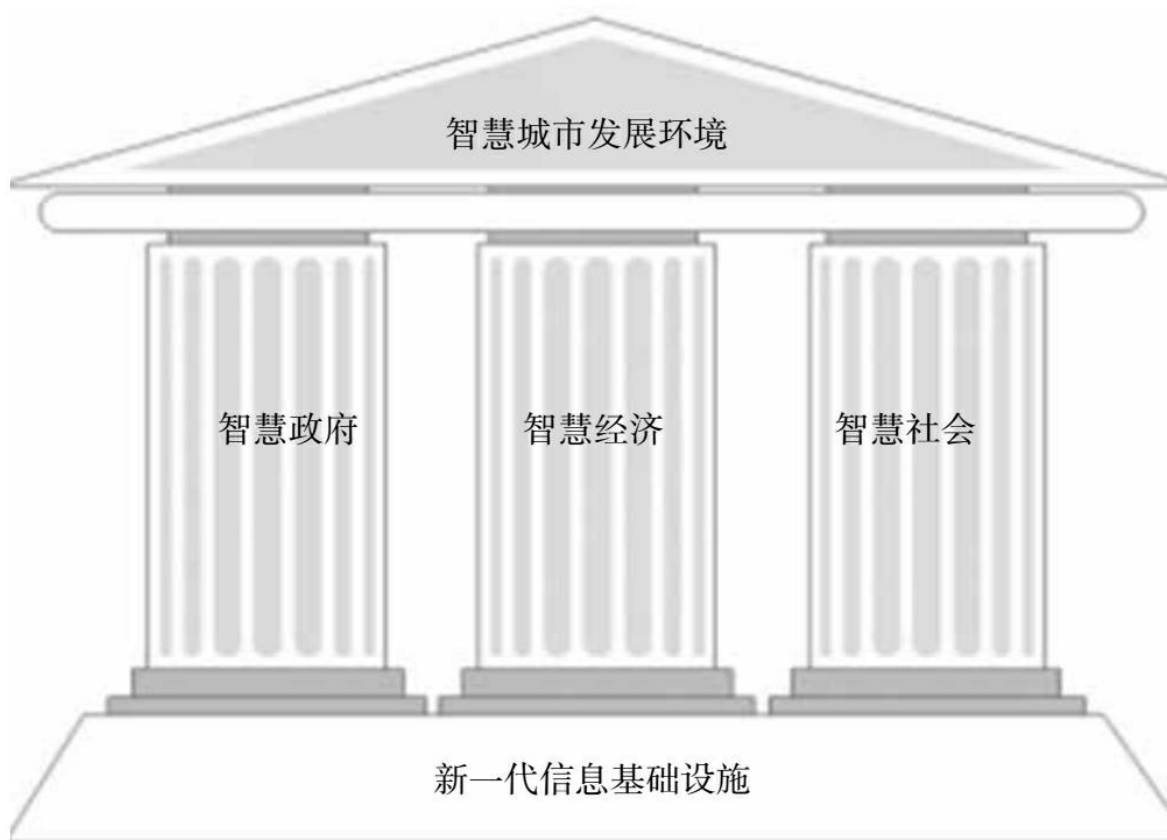 智慧城市发展环境
智慧政府
智慧经济
智慧社会
新一代信息基础设施